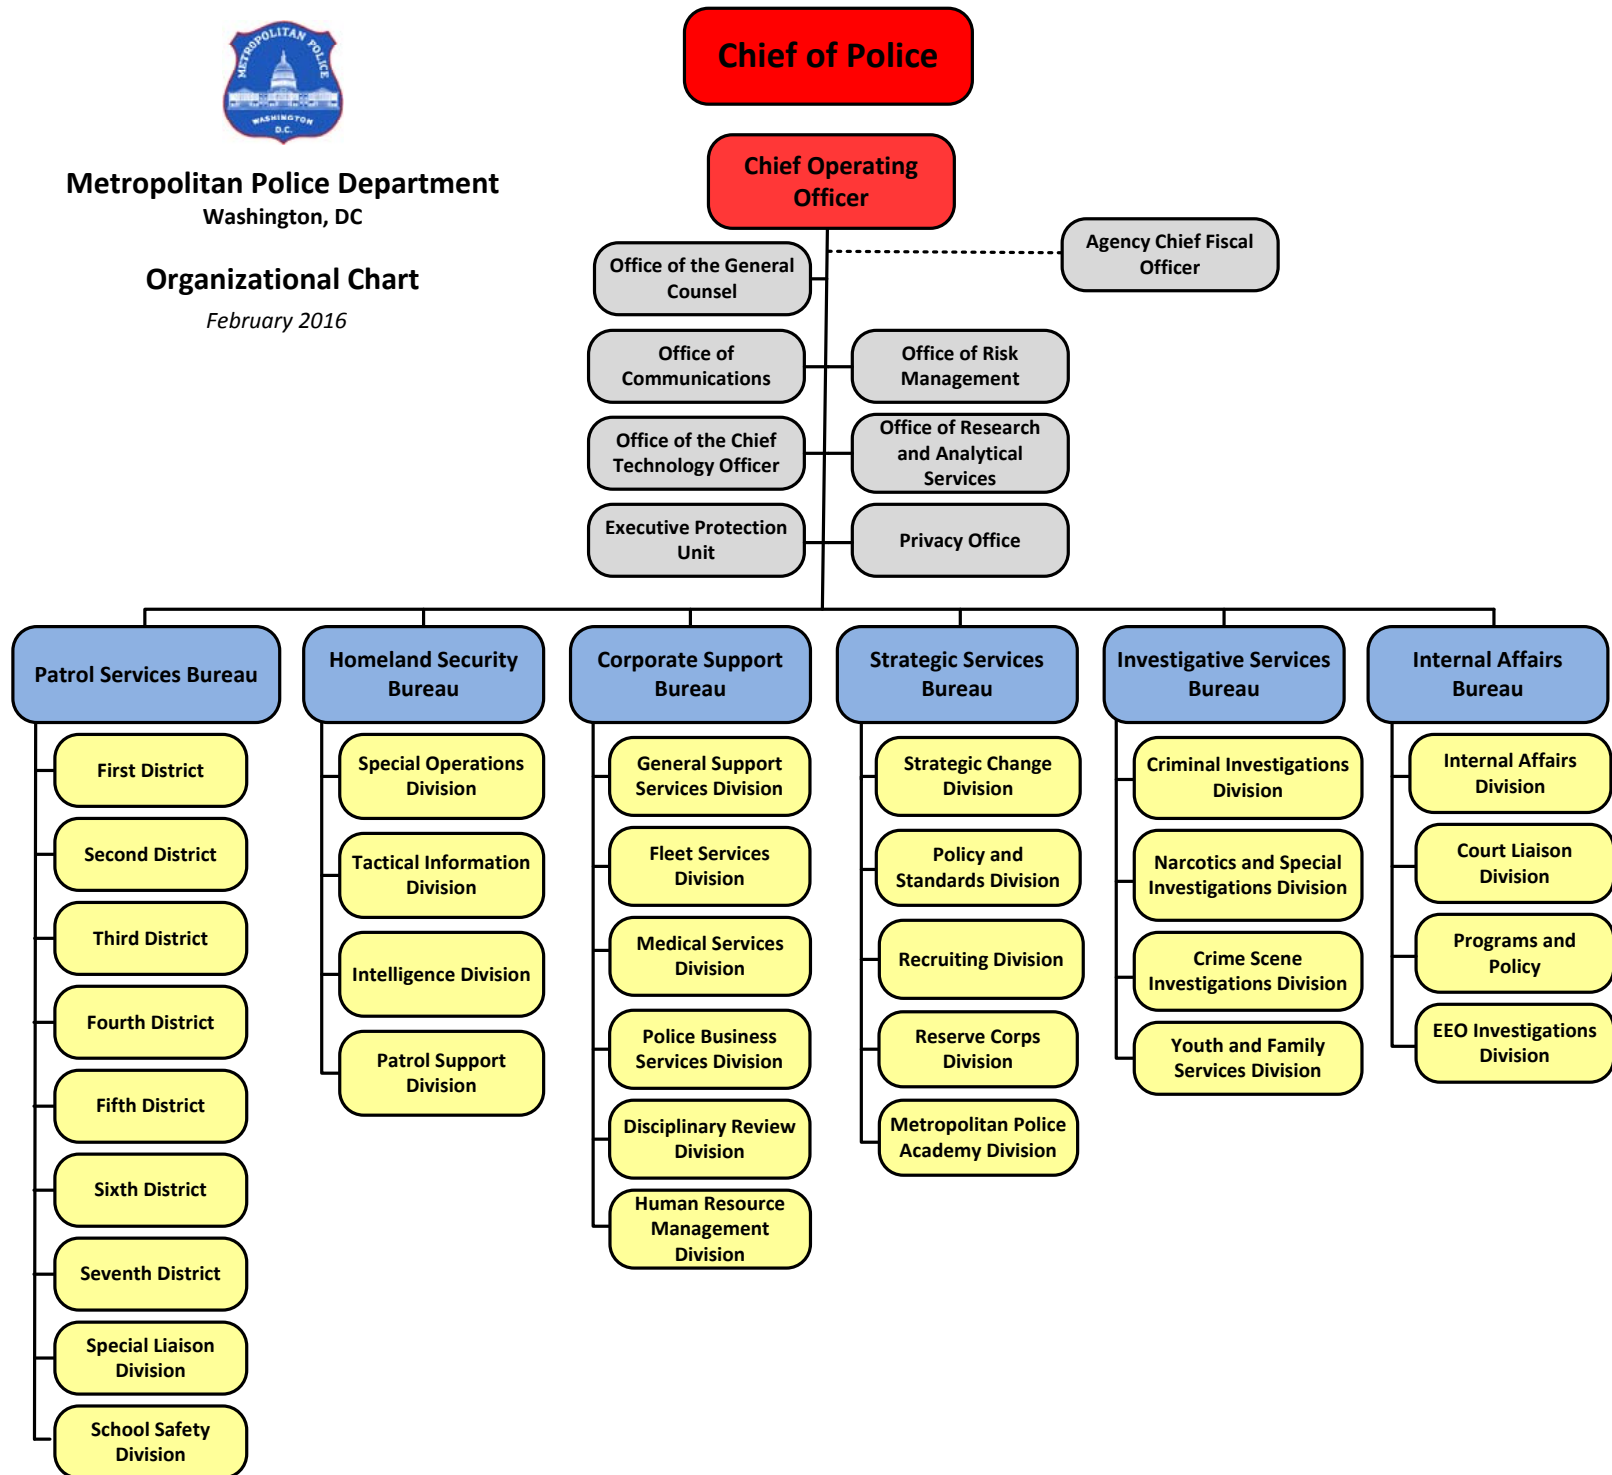 METROPOLITAN POLICE
WASHINGTON
D.C.
Metropolitan Police Department
Washington, DC
Organizational Chart
February 2016
Chief of Police
Chief Operating
Officer
Agency Chief Fiscal
Officer
Office of the General
Counsel
Office of
Communications
Office of Risk
Management
Office of the Chief
Technology Officer
Office of Research
and Analytical
Services
Executive Protection
Unit
Privacy Office
Patrol Services Bureau
First District
Second District
Third District
Fourth District
Fifth District
Sixth District
Seventh District
Special Liaison
Division
School Safety
Division
Homeland Security
Bureau
Special Operations
Division
Tactical Information
Division
Intelligence Division
Patrol Support
Division
Corporate Support
Bureau
General Support
Services Division
Fleet Services
Division
Medical Services
Division
Police Business
Services Division
Disciplinary Review
Division
Human Resource
Management
Division
Strategic Services
Bureau
Strategic Change
Division
Policy and
Standards Division
Recruiting Division
Reserve Corps
Division
Metropolitan Police
Academy Division
Investigative Services
Bureau
Criminal Investigations
Division
Narcotics and Special
Investigations Division
Crime Scene
Investigations Division
Youth and Family
Services Division
Internal Affairs
Bureau
Internal Affairs
Division
Court Liaison
Division
Programs and
Policy
EEO Investigations
Division